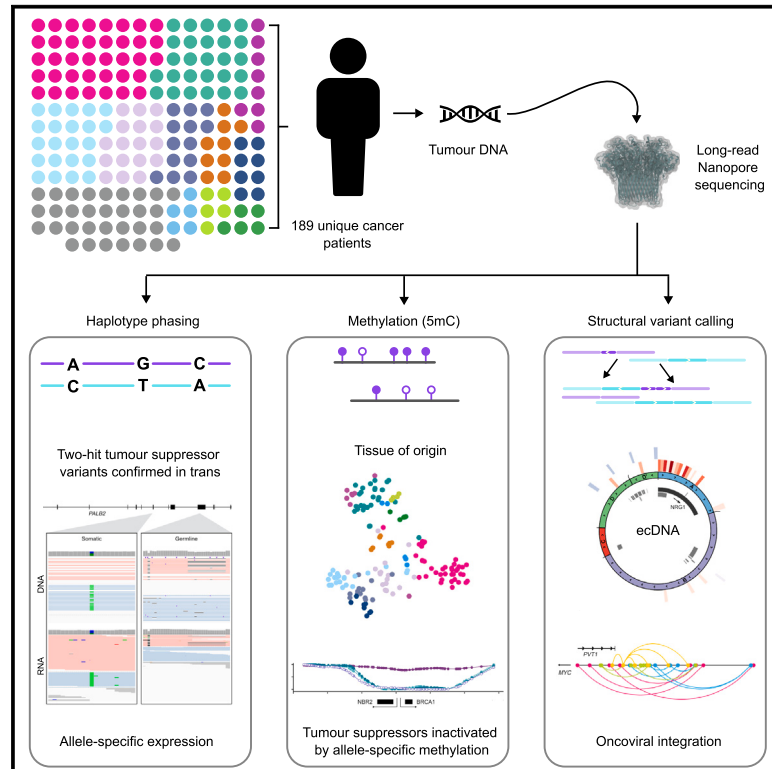 Tumour DNA
Long-read
Nanopore
sequencing
189 unique cancer
patients
Haplotype phasing
Methylation (5mC)
Structural variant calling
A G C
C T A
Two-hit tumour suppressor
variants confirmed in trans
PALB2
Somatic
Germline
DNA
RNA
Allele-specific expression
Tissue of origin
NBR2
BRCA1
Tumour suppressors inactivated
by allele-specific methylation
NRG1
ecDNA
PVT1
MYC
Oncoviral integration